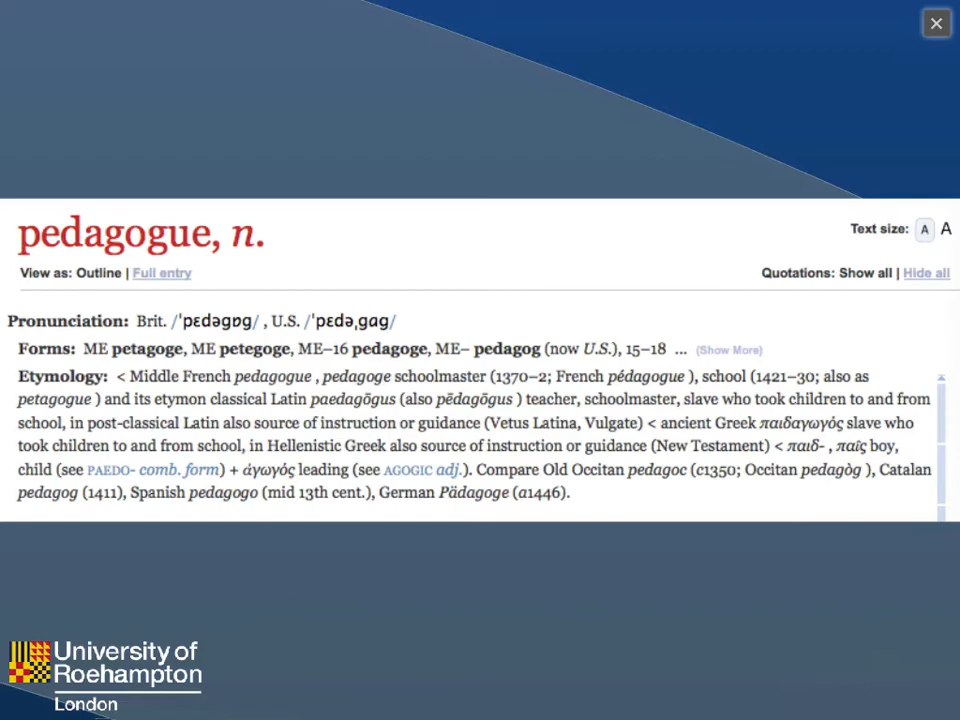 pedagogue, n.
Text size: A A
View as: Outline | Full entry
Quotations: Show all | Hide all
Pronunciation: Brit. /ˈpɛdəɡɒɡ/ , U.S. /ˈpɛdəˌɡɑɡ/
Forms: ME petagoge, ME petegoge, ME–16 pedagoge, ME– pedagog (now U.S.), 15–18 ... (Show More)
Etymology: < Middle French pedagogue , pedagoge schoolmaster (1370–2; French pédagogue ), school (1421–30; also as
petagogue ) and its etymon classical Latin paedagōgus (also pēdagōgus ) teacher, schoolmaster, slave who took children to and from
school, in post-classical Latin also source of instruction or guidance (Vetus Latina, Vulgate) < ancient Greek παιδαγωγός slave who
took children to and from school, in Hellenistic Greek also source of instruction or guidance (New Testament) < παιδ- , παῖς boy,
child (see PAEDO- comb. form) + ἀγωγός leading (see AGOGIC adj.). Compare Old Occitan pedagoc (c1350; Occitan pedagòg ), Catalan
pedagog (1411), Spanish pedagogo (mid 13th cent.), German Pädagoge (a1446).
University of
Roehampton
London